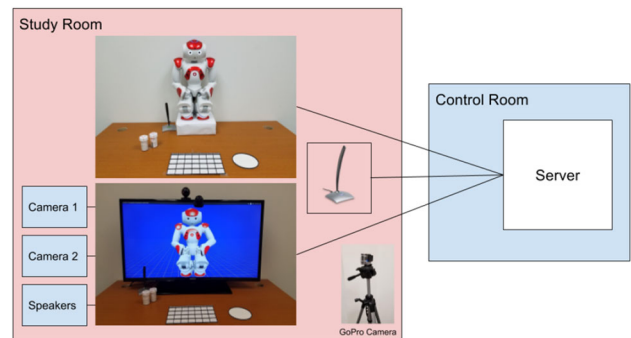 Study Room
Control Room
Server
Camera 1
Camera 2
Speakers
GoPro Camera